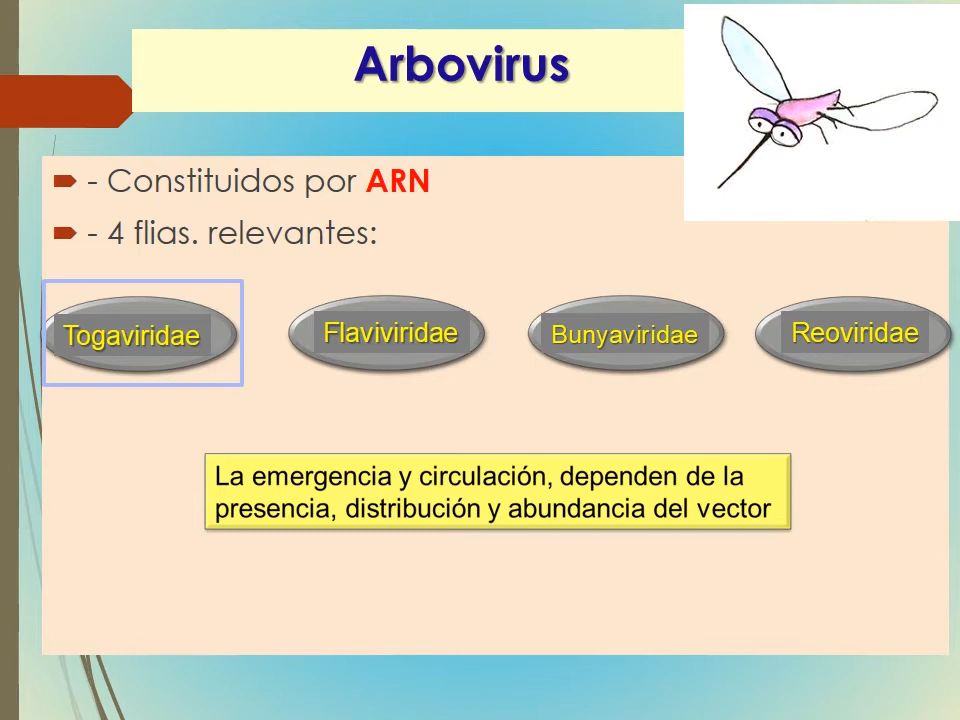 Arbovirus
- Constituidos por ARN
- 4 flias. relevantes:
Togaviridae
Flaviviridae
Bunyaviridae
Reoviridae
La emergencia y circulación, dependen de la
presencia, distribución y abundancia del vector